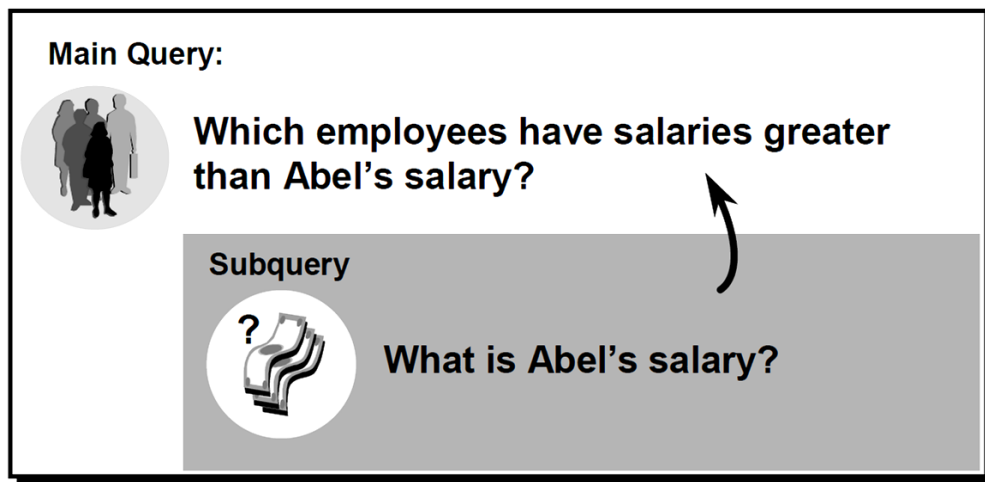 Main Query:
Which employees have salaries greater
than Abel’s salary?
Subquery
?
What is Abel’s salary?